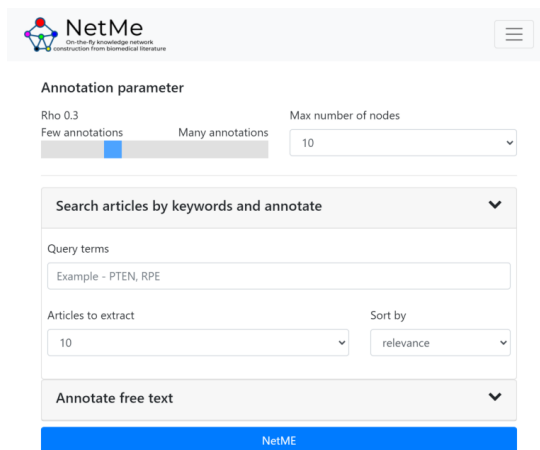 NetMe
On-the-fly knowledge network
construction from biomedical literature
Annotation parameter
Rho 0.3
Few annotations
Many annotations
Max number of nodes
10
Search articles by keywords and annotate
Query terms
Example - PTEN, RPE
Articles to extract
10
Sort by
relevance
Annotate free text
NetME